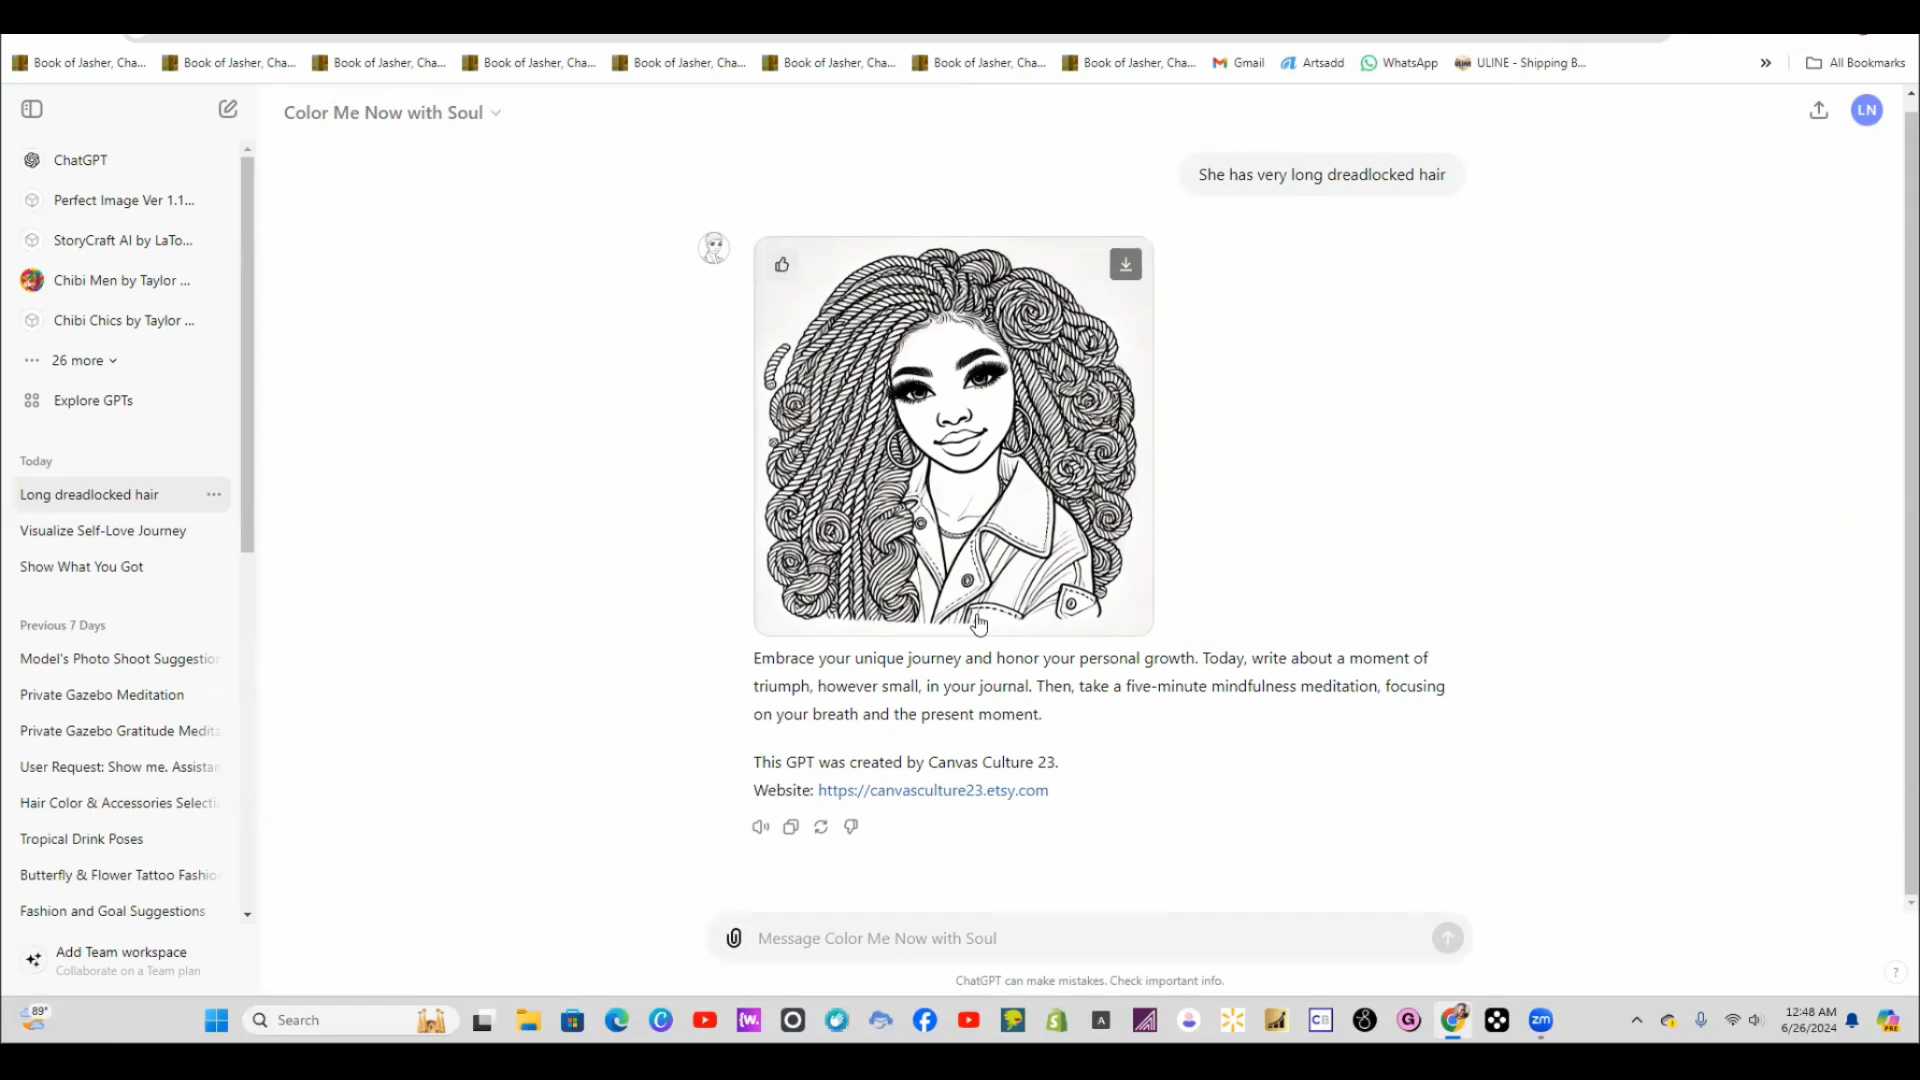 Book of Jasher, Cha...
Book of Jasher, Cha...
Book of Jasher, Cha...
Book of Jasher, Cha...
Book of Jasher, Cha...
Book of Jasher, Cha...
Book of Jasher, Cha...
Book of Jasher, Cha...
Gmail
Artsadd
WhatsApp
ULINE - Shipping B...
All Bookmarks
Color Me Now with Soul
LN
ChatGPT
Perfect Image Ver 1.1...
StoryCraft AI by LaTo...
Chibi Men by Taylor ...
Chibi Chics by Taylor ...
26 more
Explore GPTs
Today
Long dreadlocked hair
Visualize Self-Love Journey
Show What You Got
Previous 7 Days
Model's Photo Shoot Suggestion
Private Gazebo Meditation
Private Gazebo Gratitude Medita
User Request: Show me. Assistan
Hair Color & Accessories Selecti
Tropical Drink Poses
Butterfly & Flower Tattoo Fashio
Fashion and Goal Suggestions
Add Team workspace
Collaborate on a Team plan
She has very long dreadlocked hair
Embrace your unique journey and honor your personal growth. Today, write about a moment of
triumph, however small, in your journal. Then, take a five-minute mindfulness meditation, focusing
on your breath and the present moment.
This GPT was created by Canvas Culture 23.
Website: https://canvasculture23.etsy.com
Message Color Me Now with Soul
ChatGPT can make mistakes. Check important info.
?
89°
Search
CB
zm
12:48 AM
6/26/2024
PRE